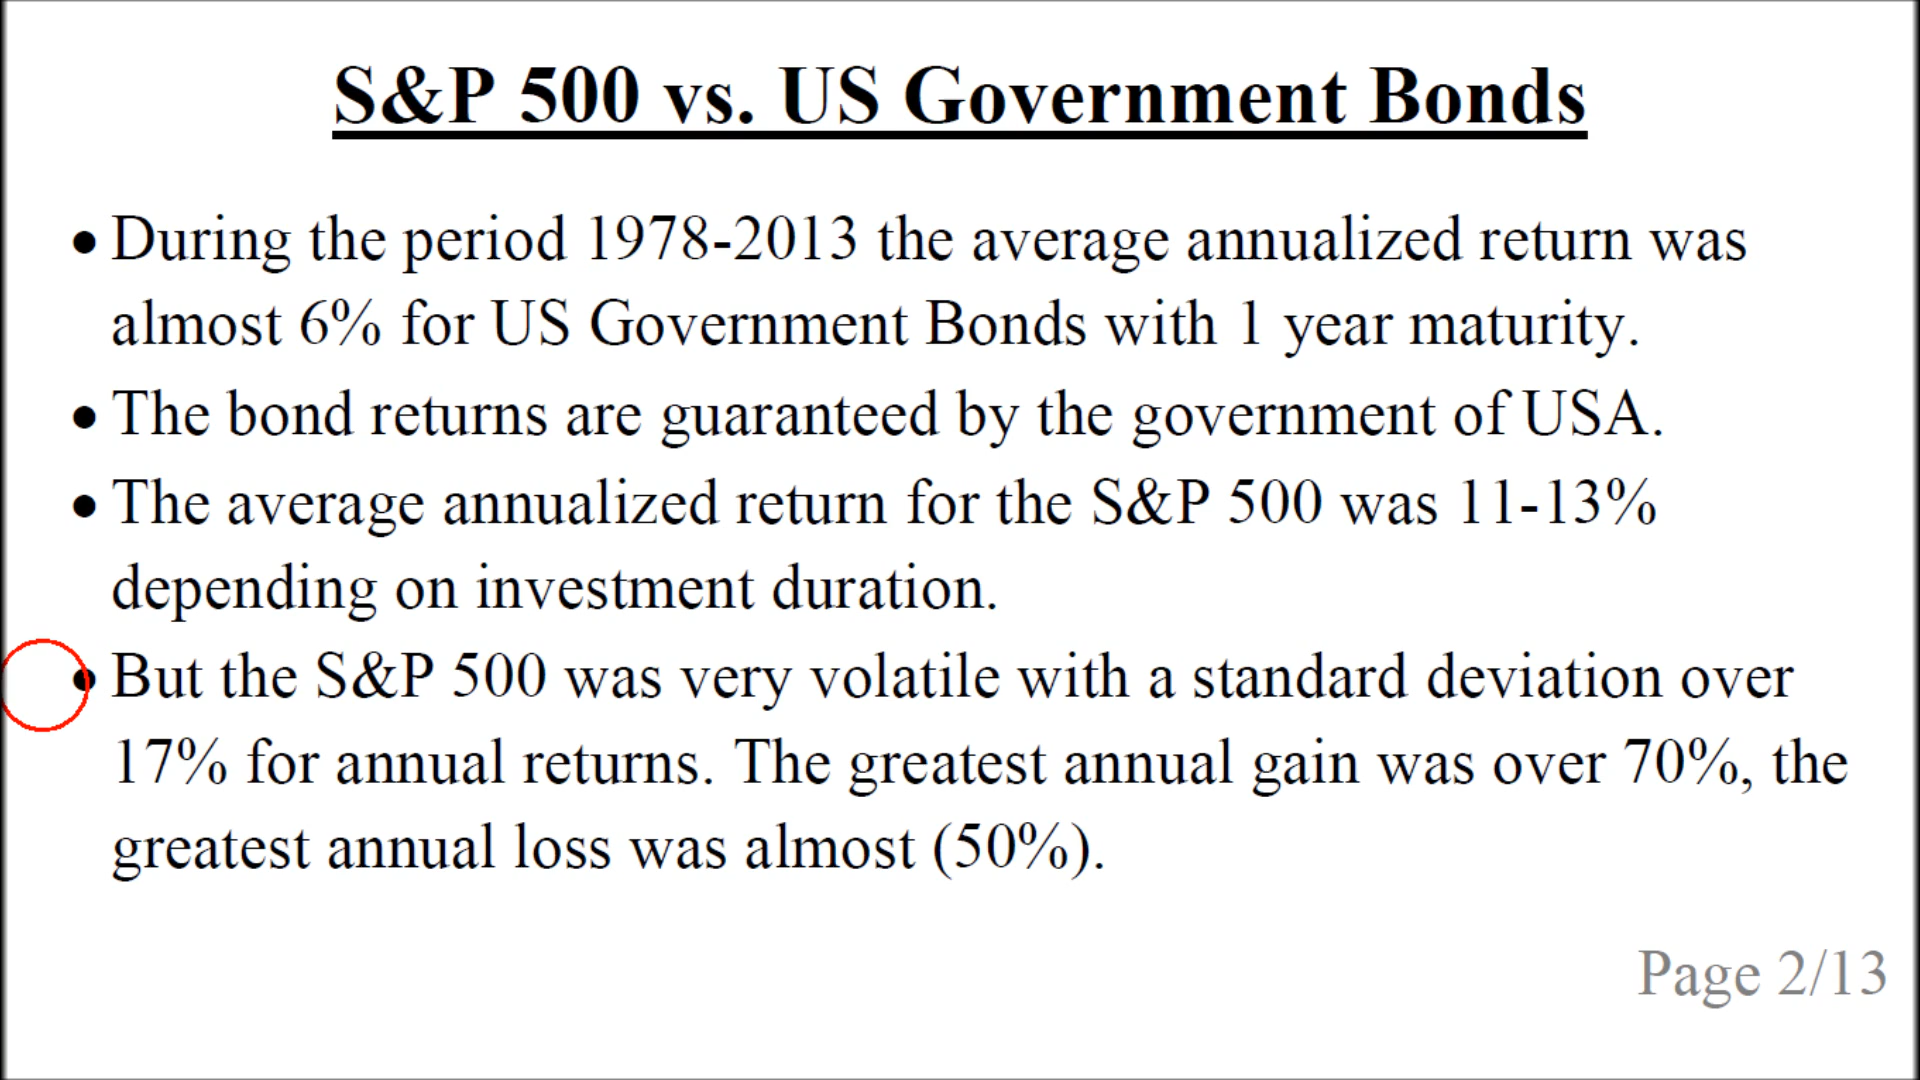 S&P 500 vs. US Government Bonds
• During the period 1978-2013 the average annualized return was
almost 6% for US Government Bonds with 1 year maturity.
• The bond returns are guaranteed by the government of USA.
• The average annualized return for the S&P 500 was 11-13%
depending on investment duration.
• But the S&P 500 was very volatile with a standard deviation over
17% for annual returns. The greatest annual gain was over 70%, the
greatest annual loss was almost (50%).
Page 2/13